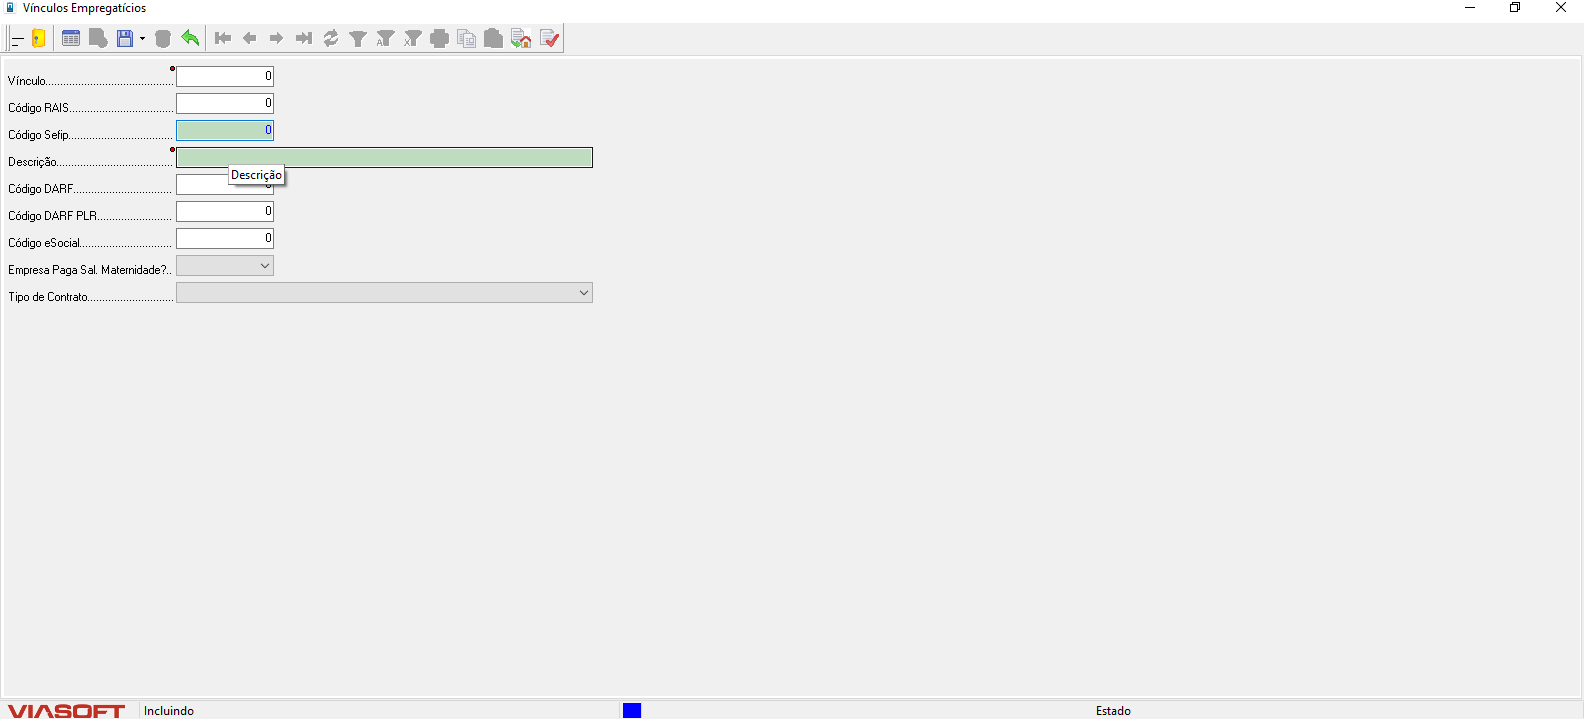 Vínculos Empregatícios
Vínculo 0
Código RAIS 0
Código Sefip 0
Descrição
Descrição
Código DARF
Código DARF PLR 0
Código eSocial 0
Empresa Paga Sal. Maternidade?
Tipo de Contrato
VIASOFT Incluindo Estado